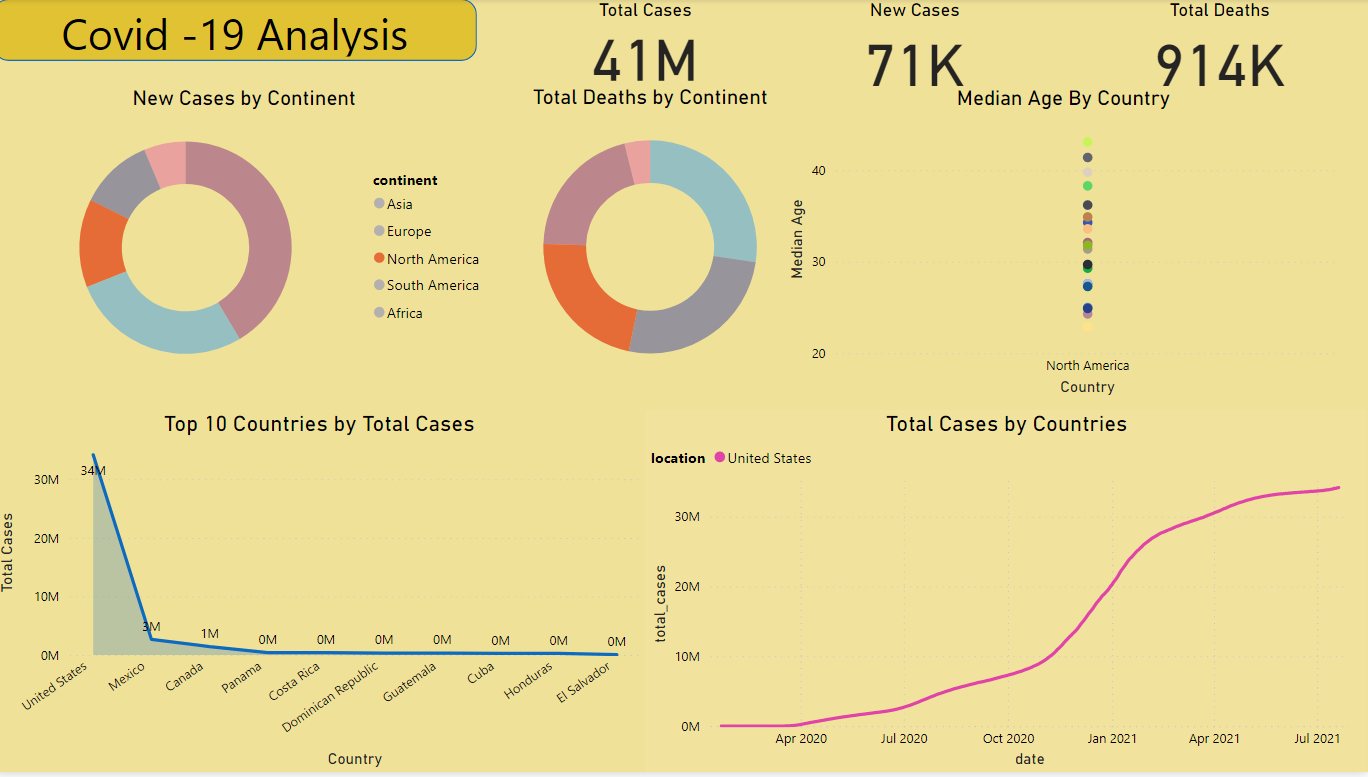 Covid -19 Analysis
Total Cases
41M
New Cases
71K
Total Deaths
914K
New Cases by Continent
continent
Asia
Europe
North America
South America
Africa
Total Deaths by Continent
Median Age By Country
Median Age
40
30
20
North America
Country
Top 10 Countries by Total Cases
Total Cases
30M
20M
10M
0M
34M
3M
1M
0M
0M
0M
0M
0M
0M
0M
United States
Mexico
Canada
Panama
Costa Rica
Dominican Republic
Guatemala
Cuba
Honduras
El Salvador
Country
Total Cases by Countries
location United States
total_cases
30M
20M
10M
0M
Apr 2020
Jul 2020
Oct 2020
Jan 2021
Apr 2021
Jul 2021
date